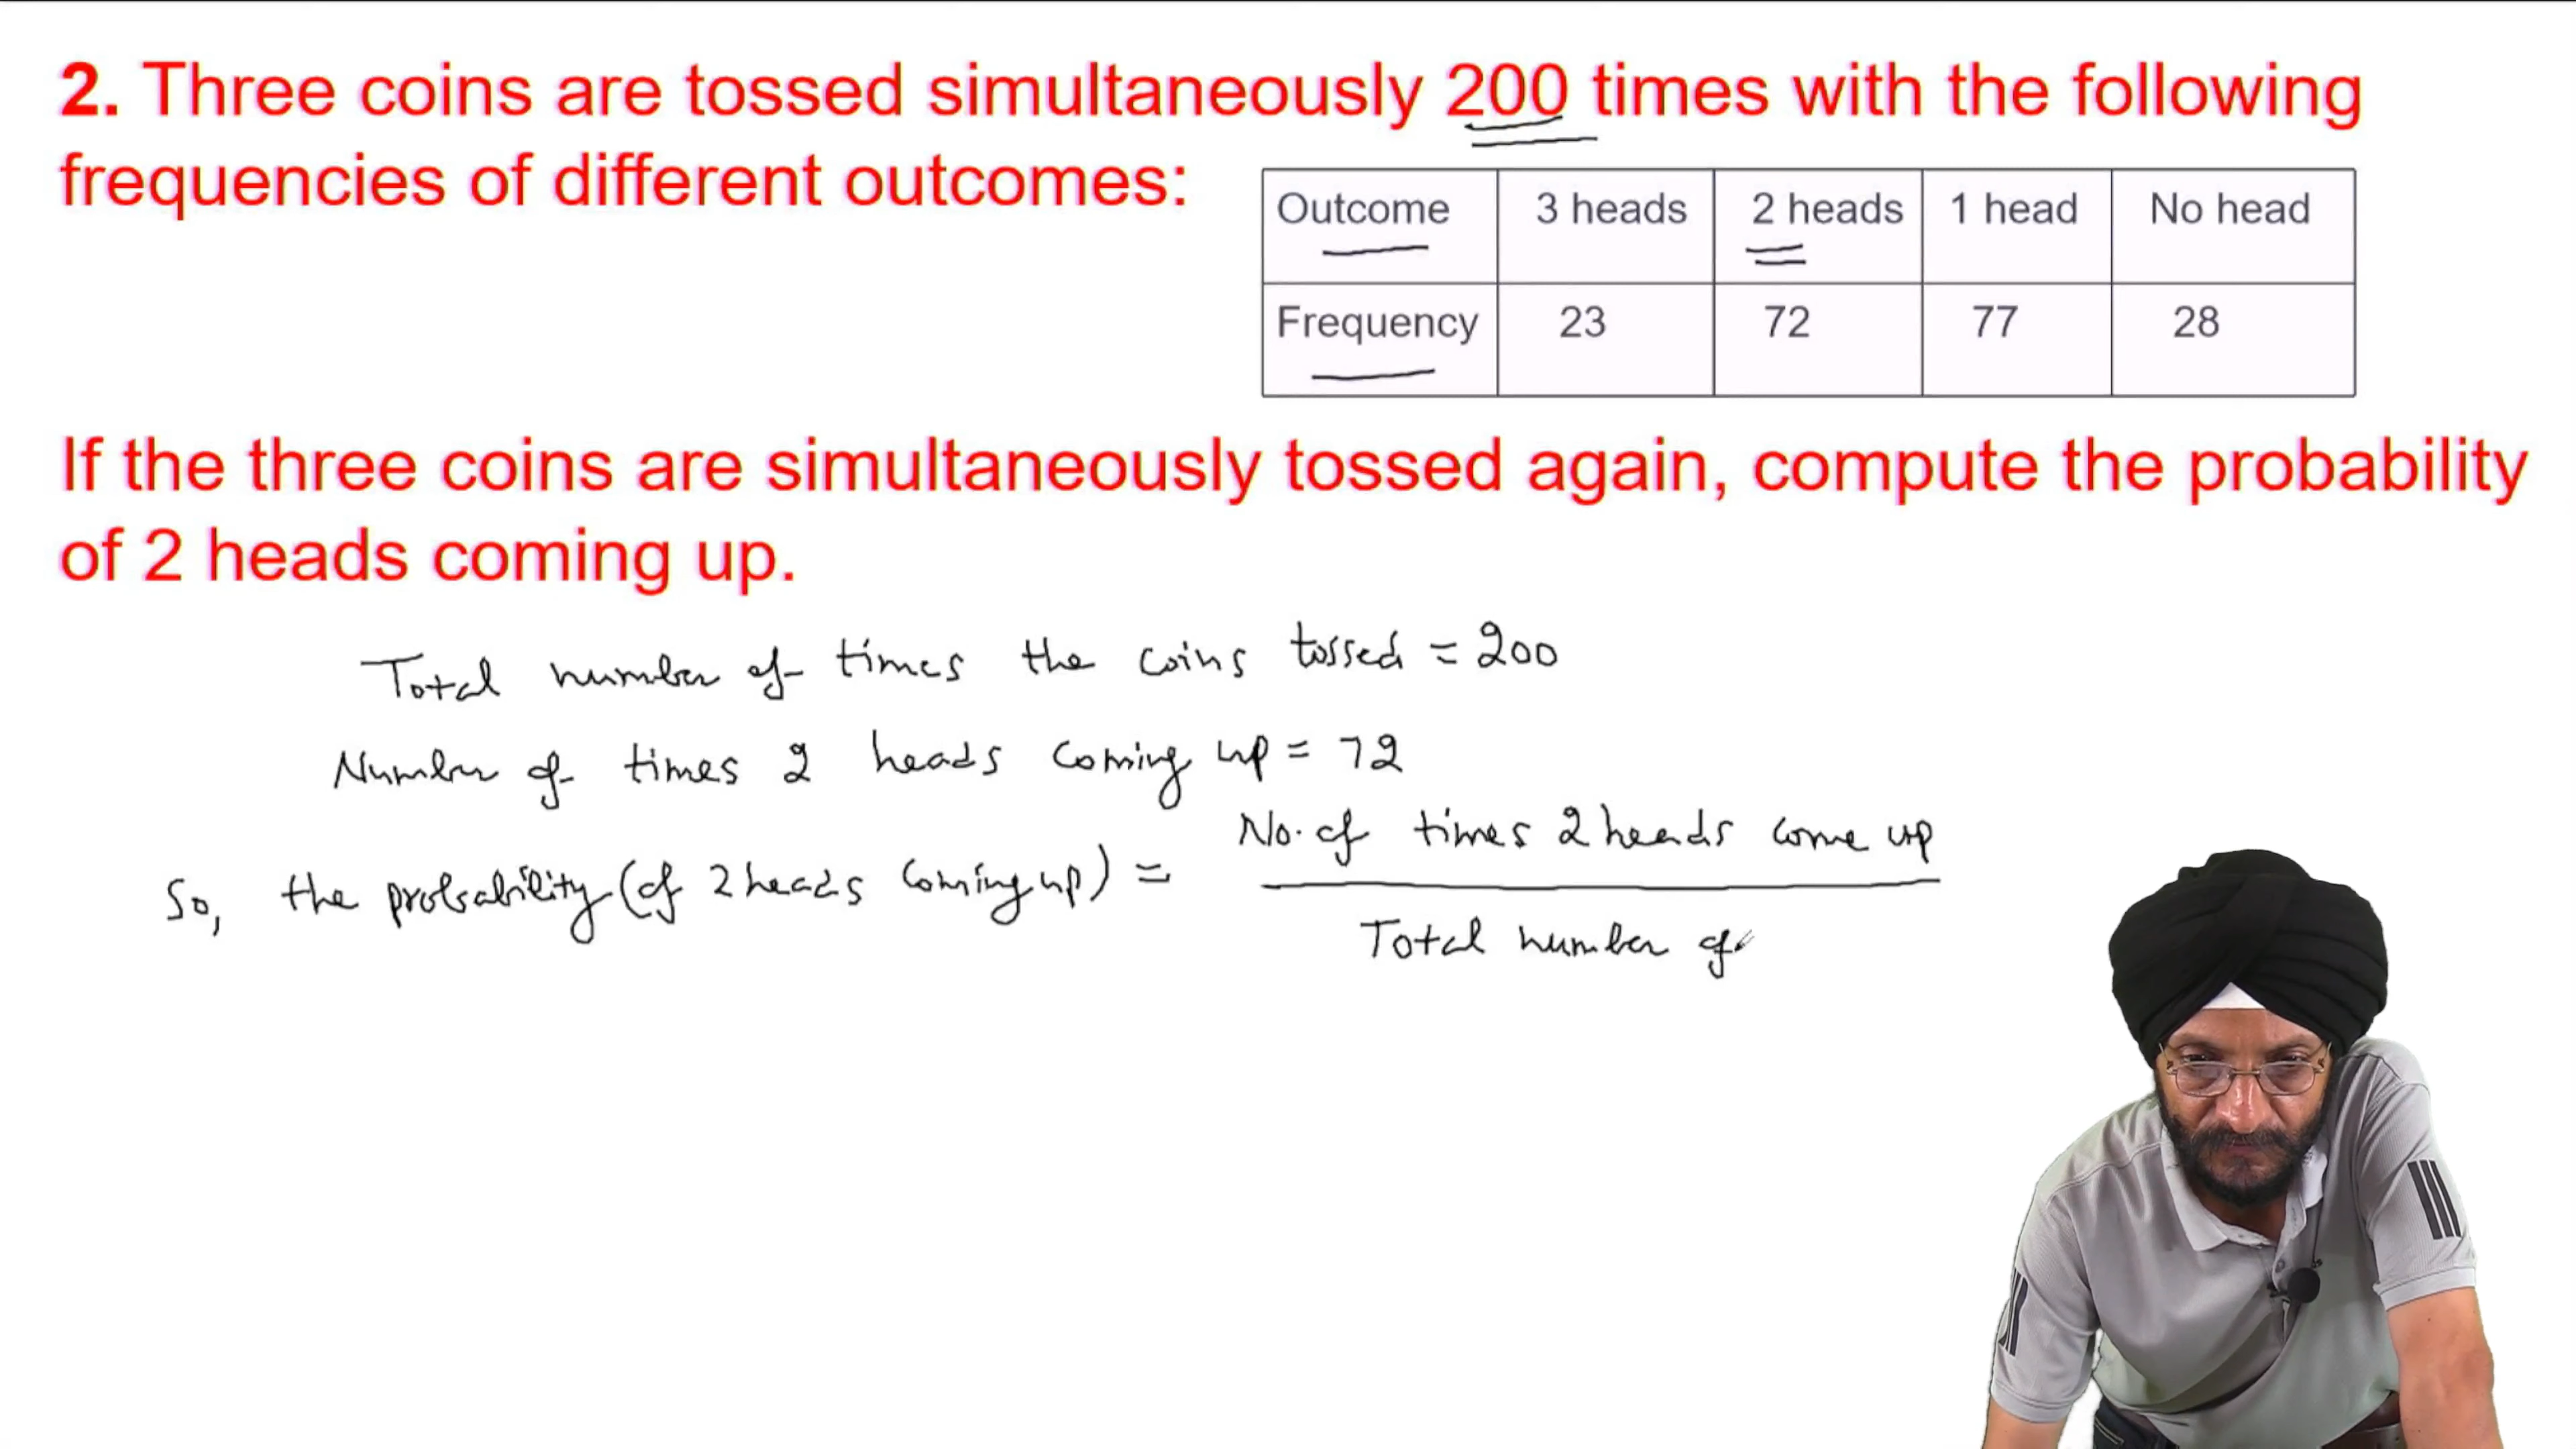 2. Three coins are tossed simultaneously 200 times with the following
frequencies of different outcomes:
Outcome 3 heads 2 heads 1 head No head
Frequency 23 72 77 28
If the three coins are simultaneously tossed again, compute the probability
of 2 heads coming up.
Total number of times the coins tossed = 200
Number of times 2 heads coming up = 72
So, the probability (of 2 heads coming up) =
No. of times 2 heads come up
Total number of